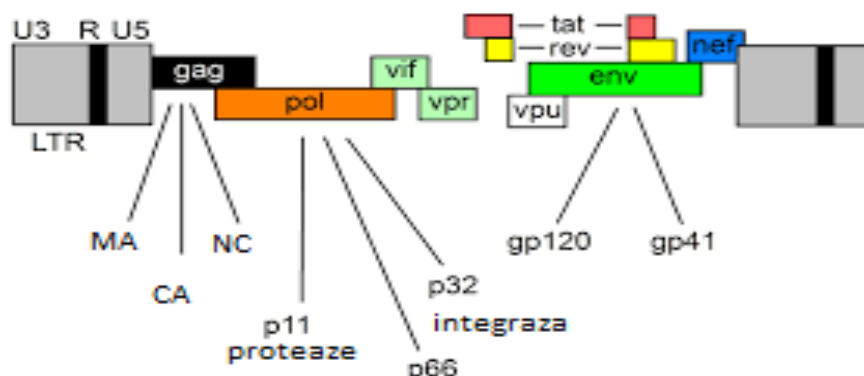 U3 R U5
LTR
gag
pol
vif
vpr
tat
rev
vpu
env
nef
MA
CA
NC
p11
proteaze
p66
p32
integraza
gp120
gp41